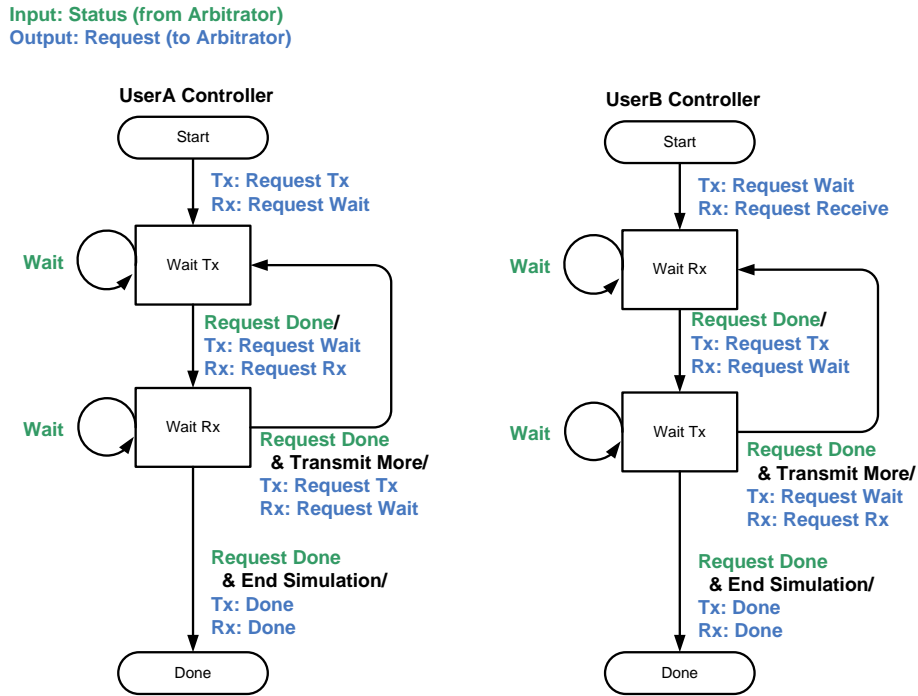 Input: Status (from Arbitrator)
Output: Request (to Arbitrator)
UserA Controller
Start
Tx: Request Tx
Rx: Request Wait
Wait
Wait Tx
Request Done/
Tx: Request Wait
Rx: Request Rx
Wait
Wait Rx
Request Done
& Transmit More/
Tx: Request Tx
Rx: Request Wait
Request Done
& End Simulation/
Tx: Done
Rx: Done
Done
UserB Controller
Start
Tx: Request Wait
Rx: Request Receive
Wait
Wait Rx
Request Done/
Tx: Request Tx
Rx: Request Wait
Wait
Wait Tx
Request Done
& Transmit More/
Tx: Request Wait
Rx: Request Rx
Request Done
& End Simulation/
Tx: Done
Rx: Done
Done